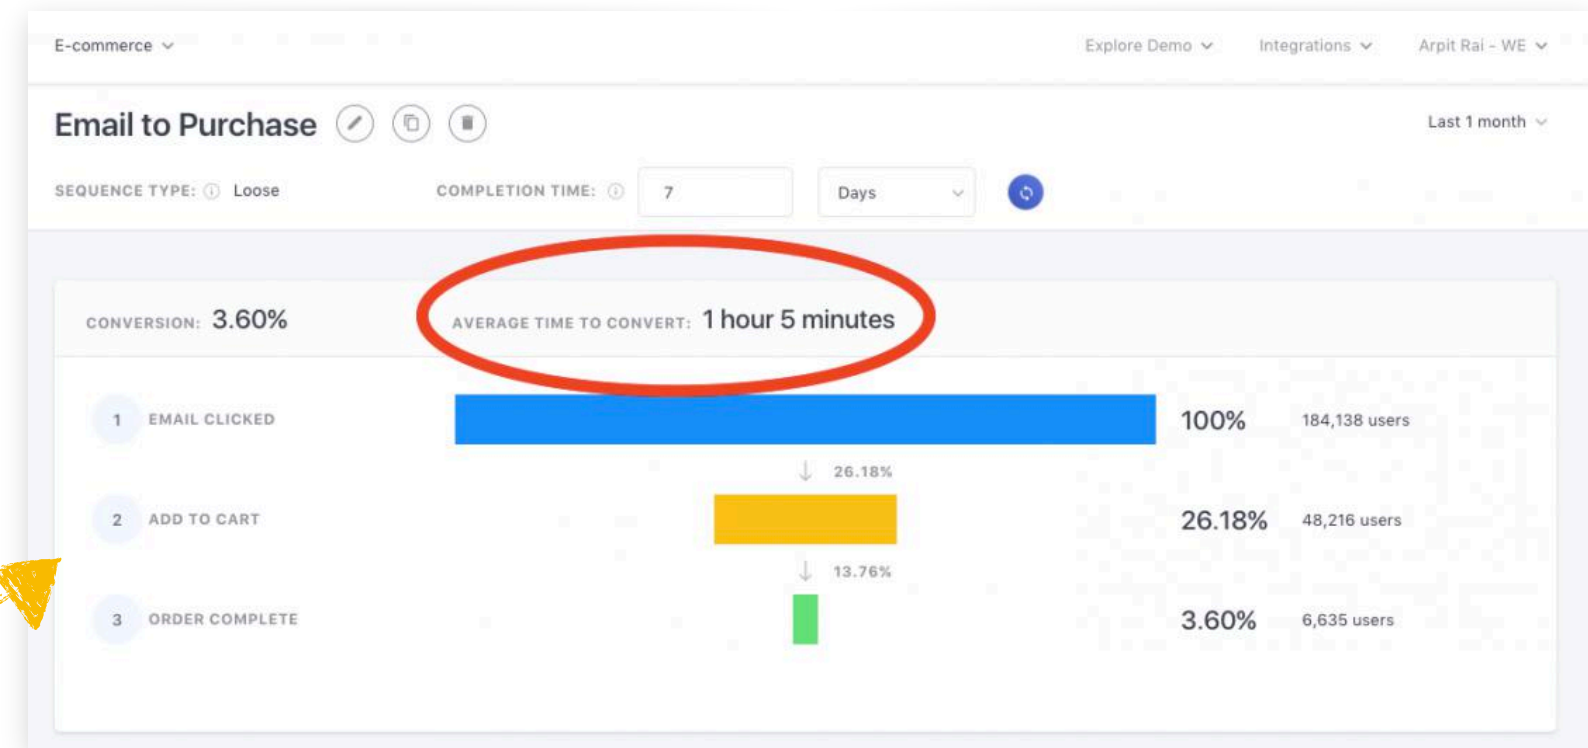 E-commerce Explore Demo Integrations Arpit Rai - WE
Email to Purchase Last 1 month
SEQUENCE TYPE: Loose COMPLETION TIME: 7 Days
CONVERSION: 3.60% AVERAGE TIME TO CONVERT: 1 hour 5 minutes
1 EMAIL CLICKED 100% 184,138 users
26.18%
2 ADD TO CART 26.18% 48,216 users
13.76%
3 ORDER COMPLETE 3.60% 6,635 users